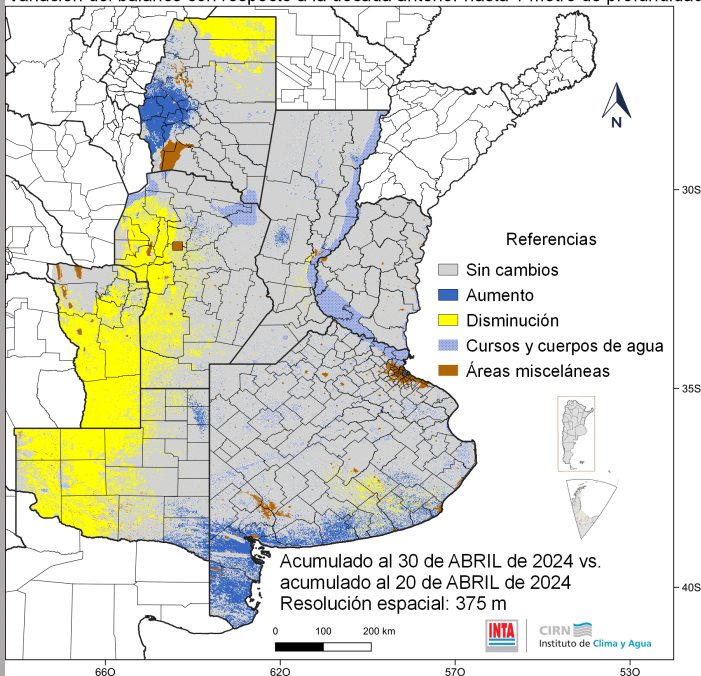 Variación del balance con respecto a la década anterior hasta 1 metro de profundidad
N
30S
Referencias
Sin cambios
Aumento
Disminución
Cursos y cuerpos de agua
Áreas misceláneas
35S
40S
Acumulado al 30 de ABRIL de 2024 vs.
acumulado al 20 de ABRIL de 2024
Resolución espacial: 375 m
0 100 200 km
INTA
CIRN
Instituto de Clima y Agua
66O 62O 57O 53O